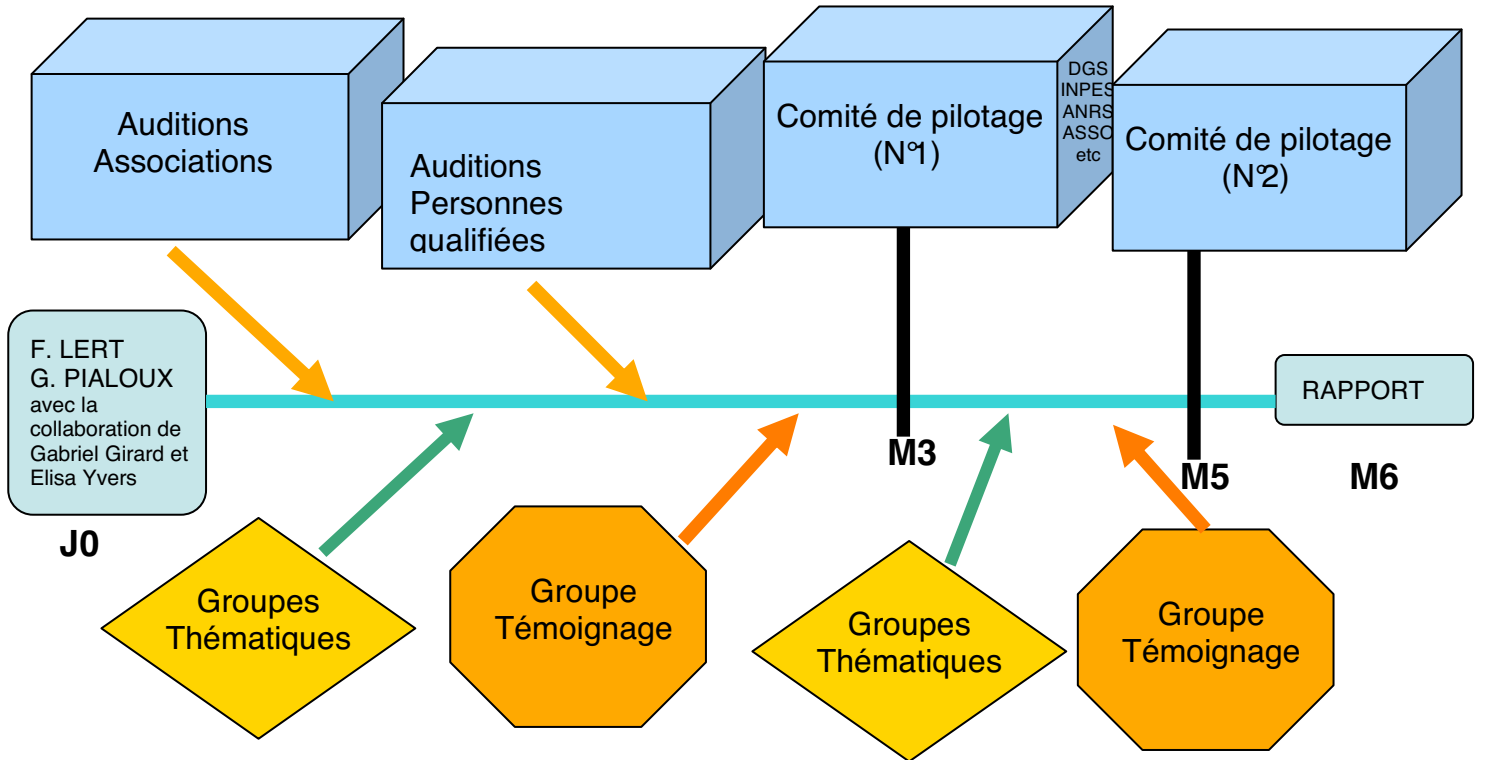 Auditions
Associations
Auditions
Personnes
qualifiées
Comité de pilotage
(N°1)
DGS
INPES
ANRS
ASSO
etc
Comité de pilotage
(N°2)
F. LERT
G. PIALOUX
avec la
collaboration de
Gabriel Girard et
Elisa Yvers
J0
RAPPORT
M3
M5
M6
Groupes
Thématiques
Groupe
Témoignage
Groupes
Thématiques
Groupe
Témoignage